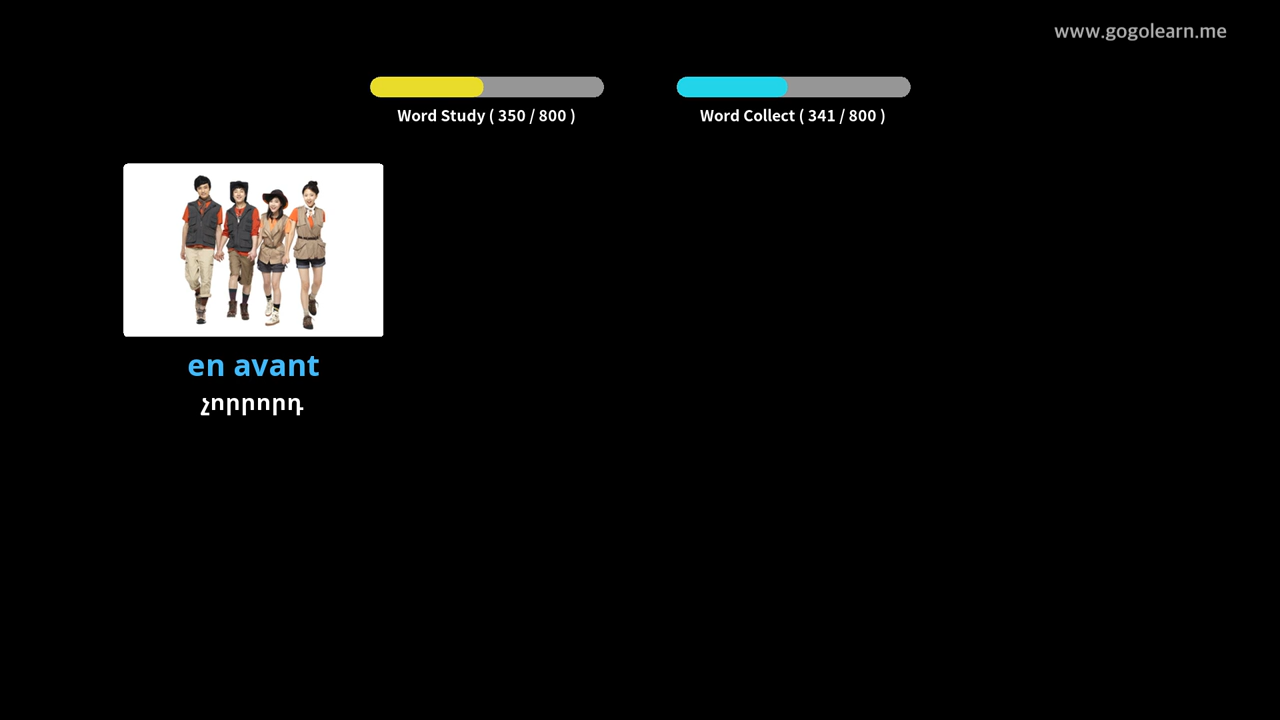 www.gogolearn.me
Word Study ( 350 / 800 )
Word Collect ( 341 / 800 )
en avant
չորրորդ